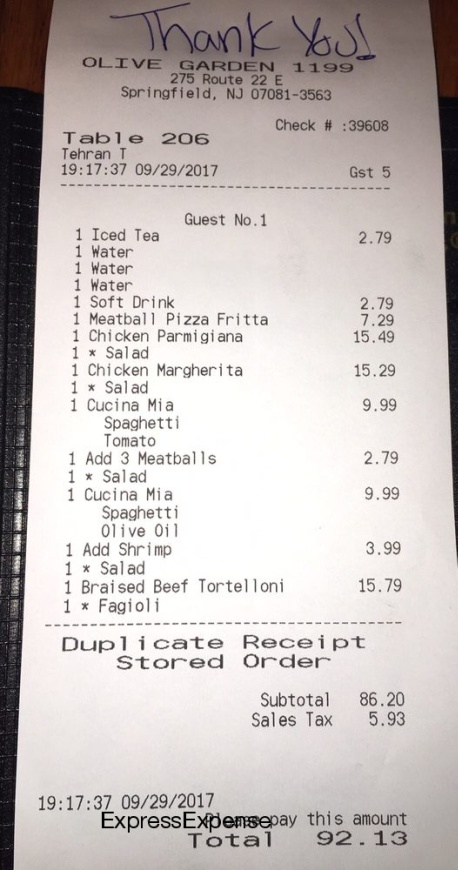 Thank You!
OLIVE GARDEN 1199
275 Route 22 E
Springfield, NJ 07081-3563
Check # :39608
Table 206
Tehran T
19:17:37 09/29/2017 Gst 5
Guest No.1
1 Iced Tea 2.79
1 Water
1 Water
1 Water
1 Soft Drink 2.79
1 Meatball Pizza Fritta 7.29
1 Chicken Parmigiana 15.49
1 * Salad
1 Chicken Margherita 15.29
1 * Salad
1 Cucina Mia 9.99
Spaghetti
Tomato
1 Add 3 Meatballs 2.79
1 * Salad
1 Cucina Mia 9.99
Spaghetti
Olive Oil
1 Add Shrimp 3.99
1 * Salad
1 Braised Beef Tortelloni 15.79
1 * Fagioli
Duplicate Receipt
Stored Order
Subtotal 86.20
Sales Tax 5.93
19:17:37 09/29/2017
Please pay this amount
ExpressExpense
Total 92.13